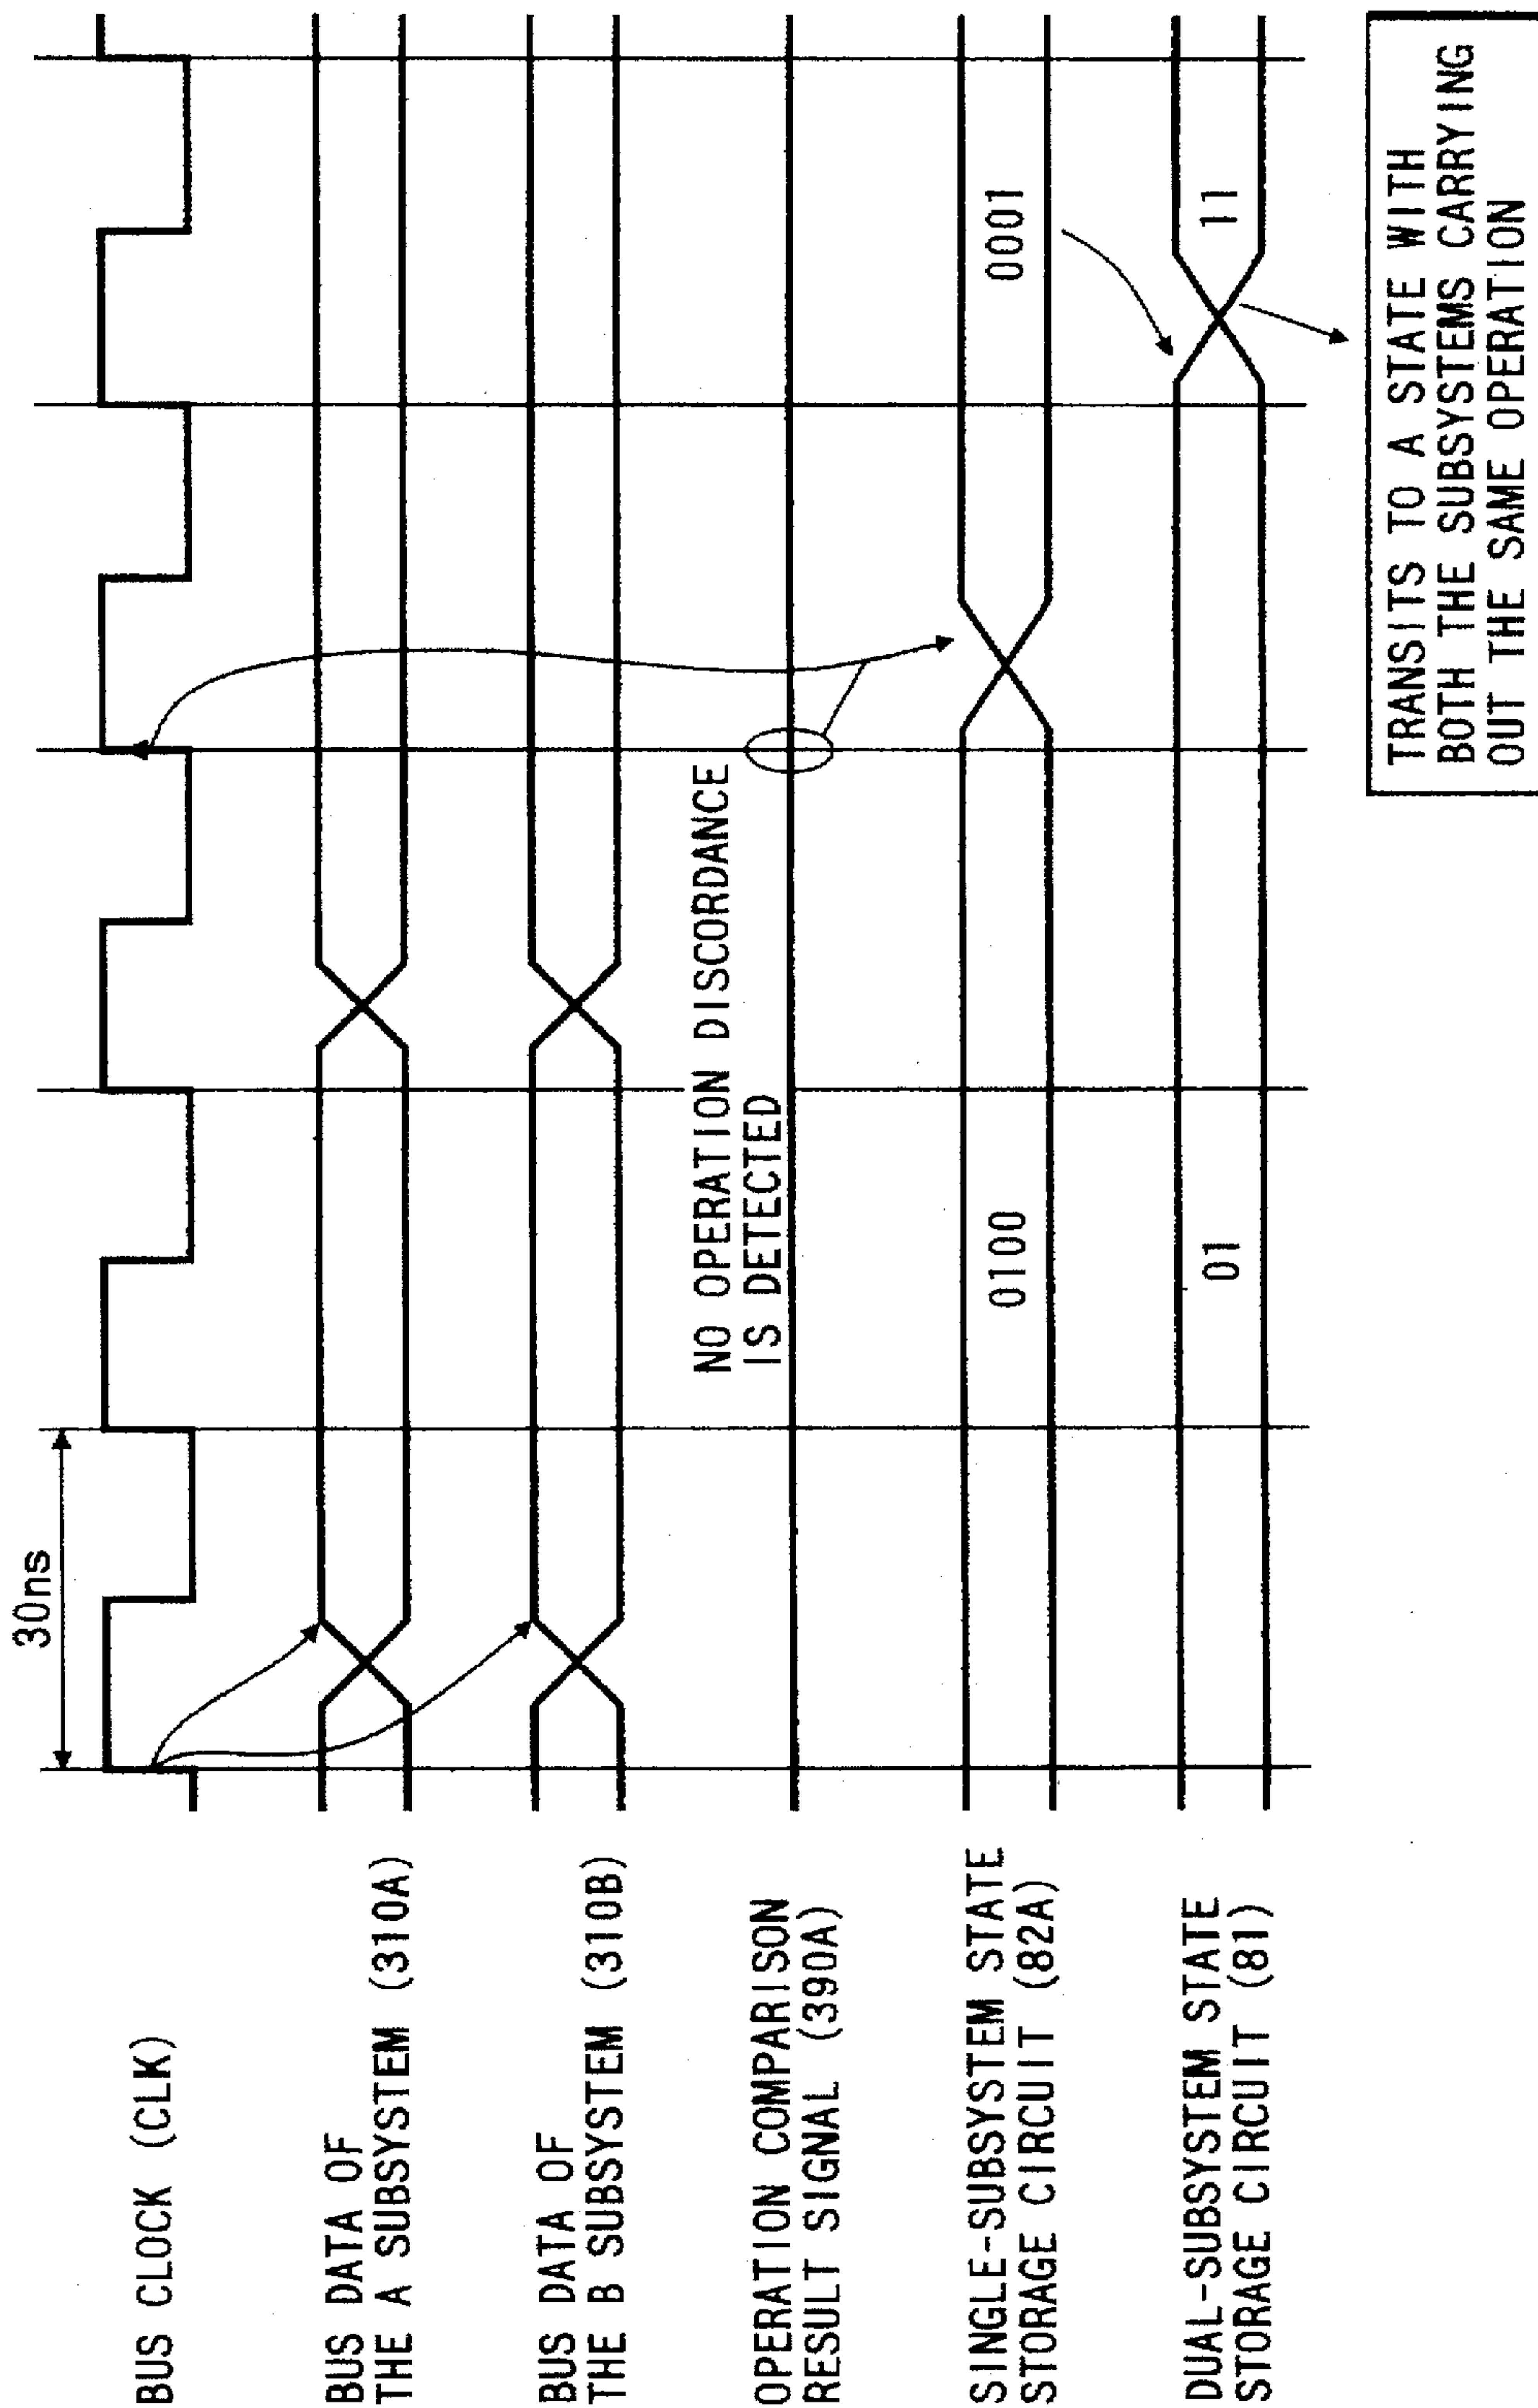 30ns
BUS CLOCK (CLK)
BUS DATA OF
THE A SUBSYSTEM (310A)
BUS DATA OF
THE B SUBSYSTEM (310B)
NO OPERATION DISCORDANCE
IS DETECTED
OPERATION COMPARISON
RESULT SIGNAL (390A)
SINGLE-SUBSYSTEM STATE
STORAGE CIRCUIT (82A)
0100
0001
DUAL-SUBSYSTEM STATE
STORAGE CIRCUIT (81)
01
11
TRANSITS TO A STATE WITH
BOTH THE SUBSYSTEMS CARRYING
OUT THE SAME OPERATION